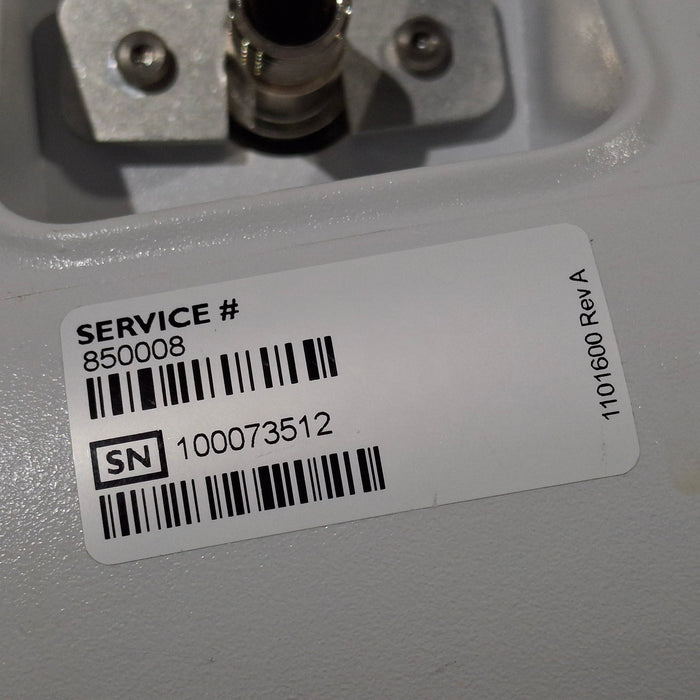 SERVICE #
850008
SN 100073512
1101600 Rev A